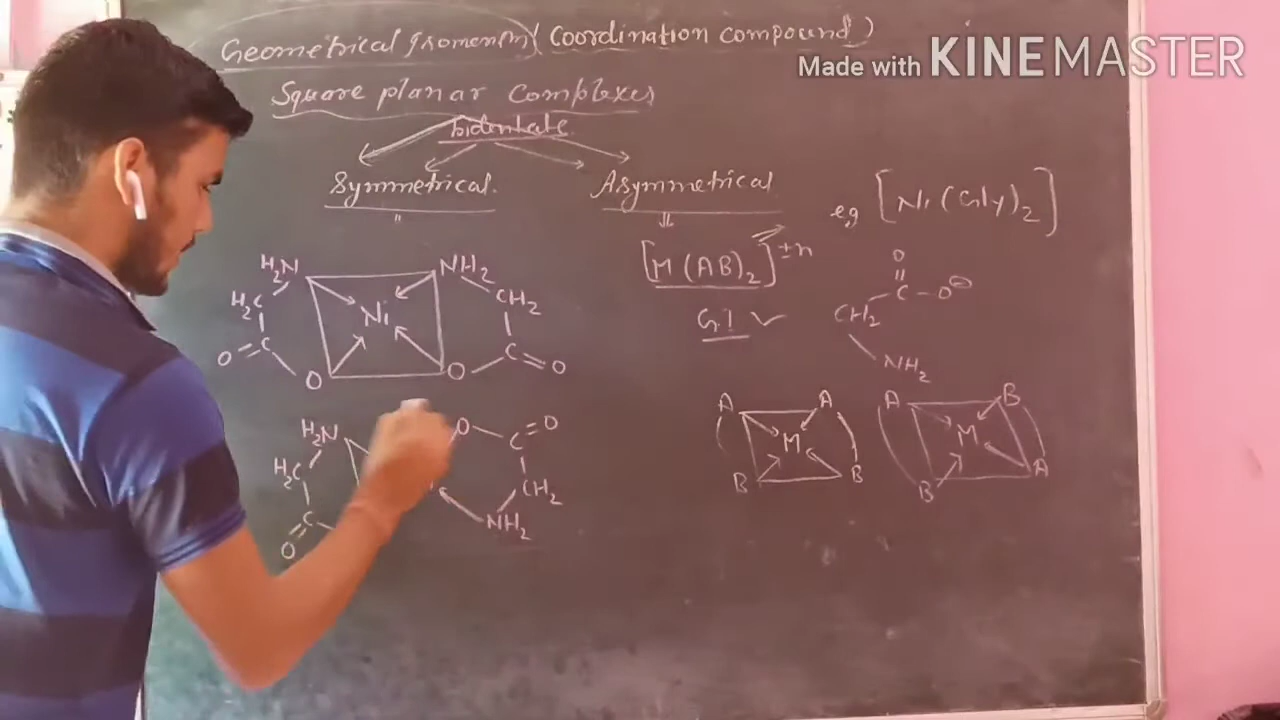 Geometrical Isomerism (Coordination compound)
Made with KINEMASTER
Square planar Complexes
bidentate
Symmetrical.
Asymmetrical
eg [Ni(Gly)₂]
[M(AB)₂]±n
G.I ✓
H₂N NH₂
H₂C Ni CH₂
O=C C=O
O O
O
C-O⊖
CH₂
NH₂
H₂N O-C=O
H₂C CH₂
C NH₂
O
A A
M
B B
A B
M
B A